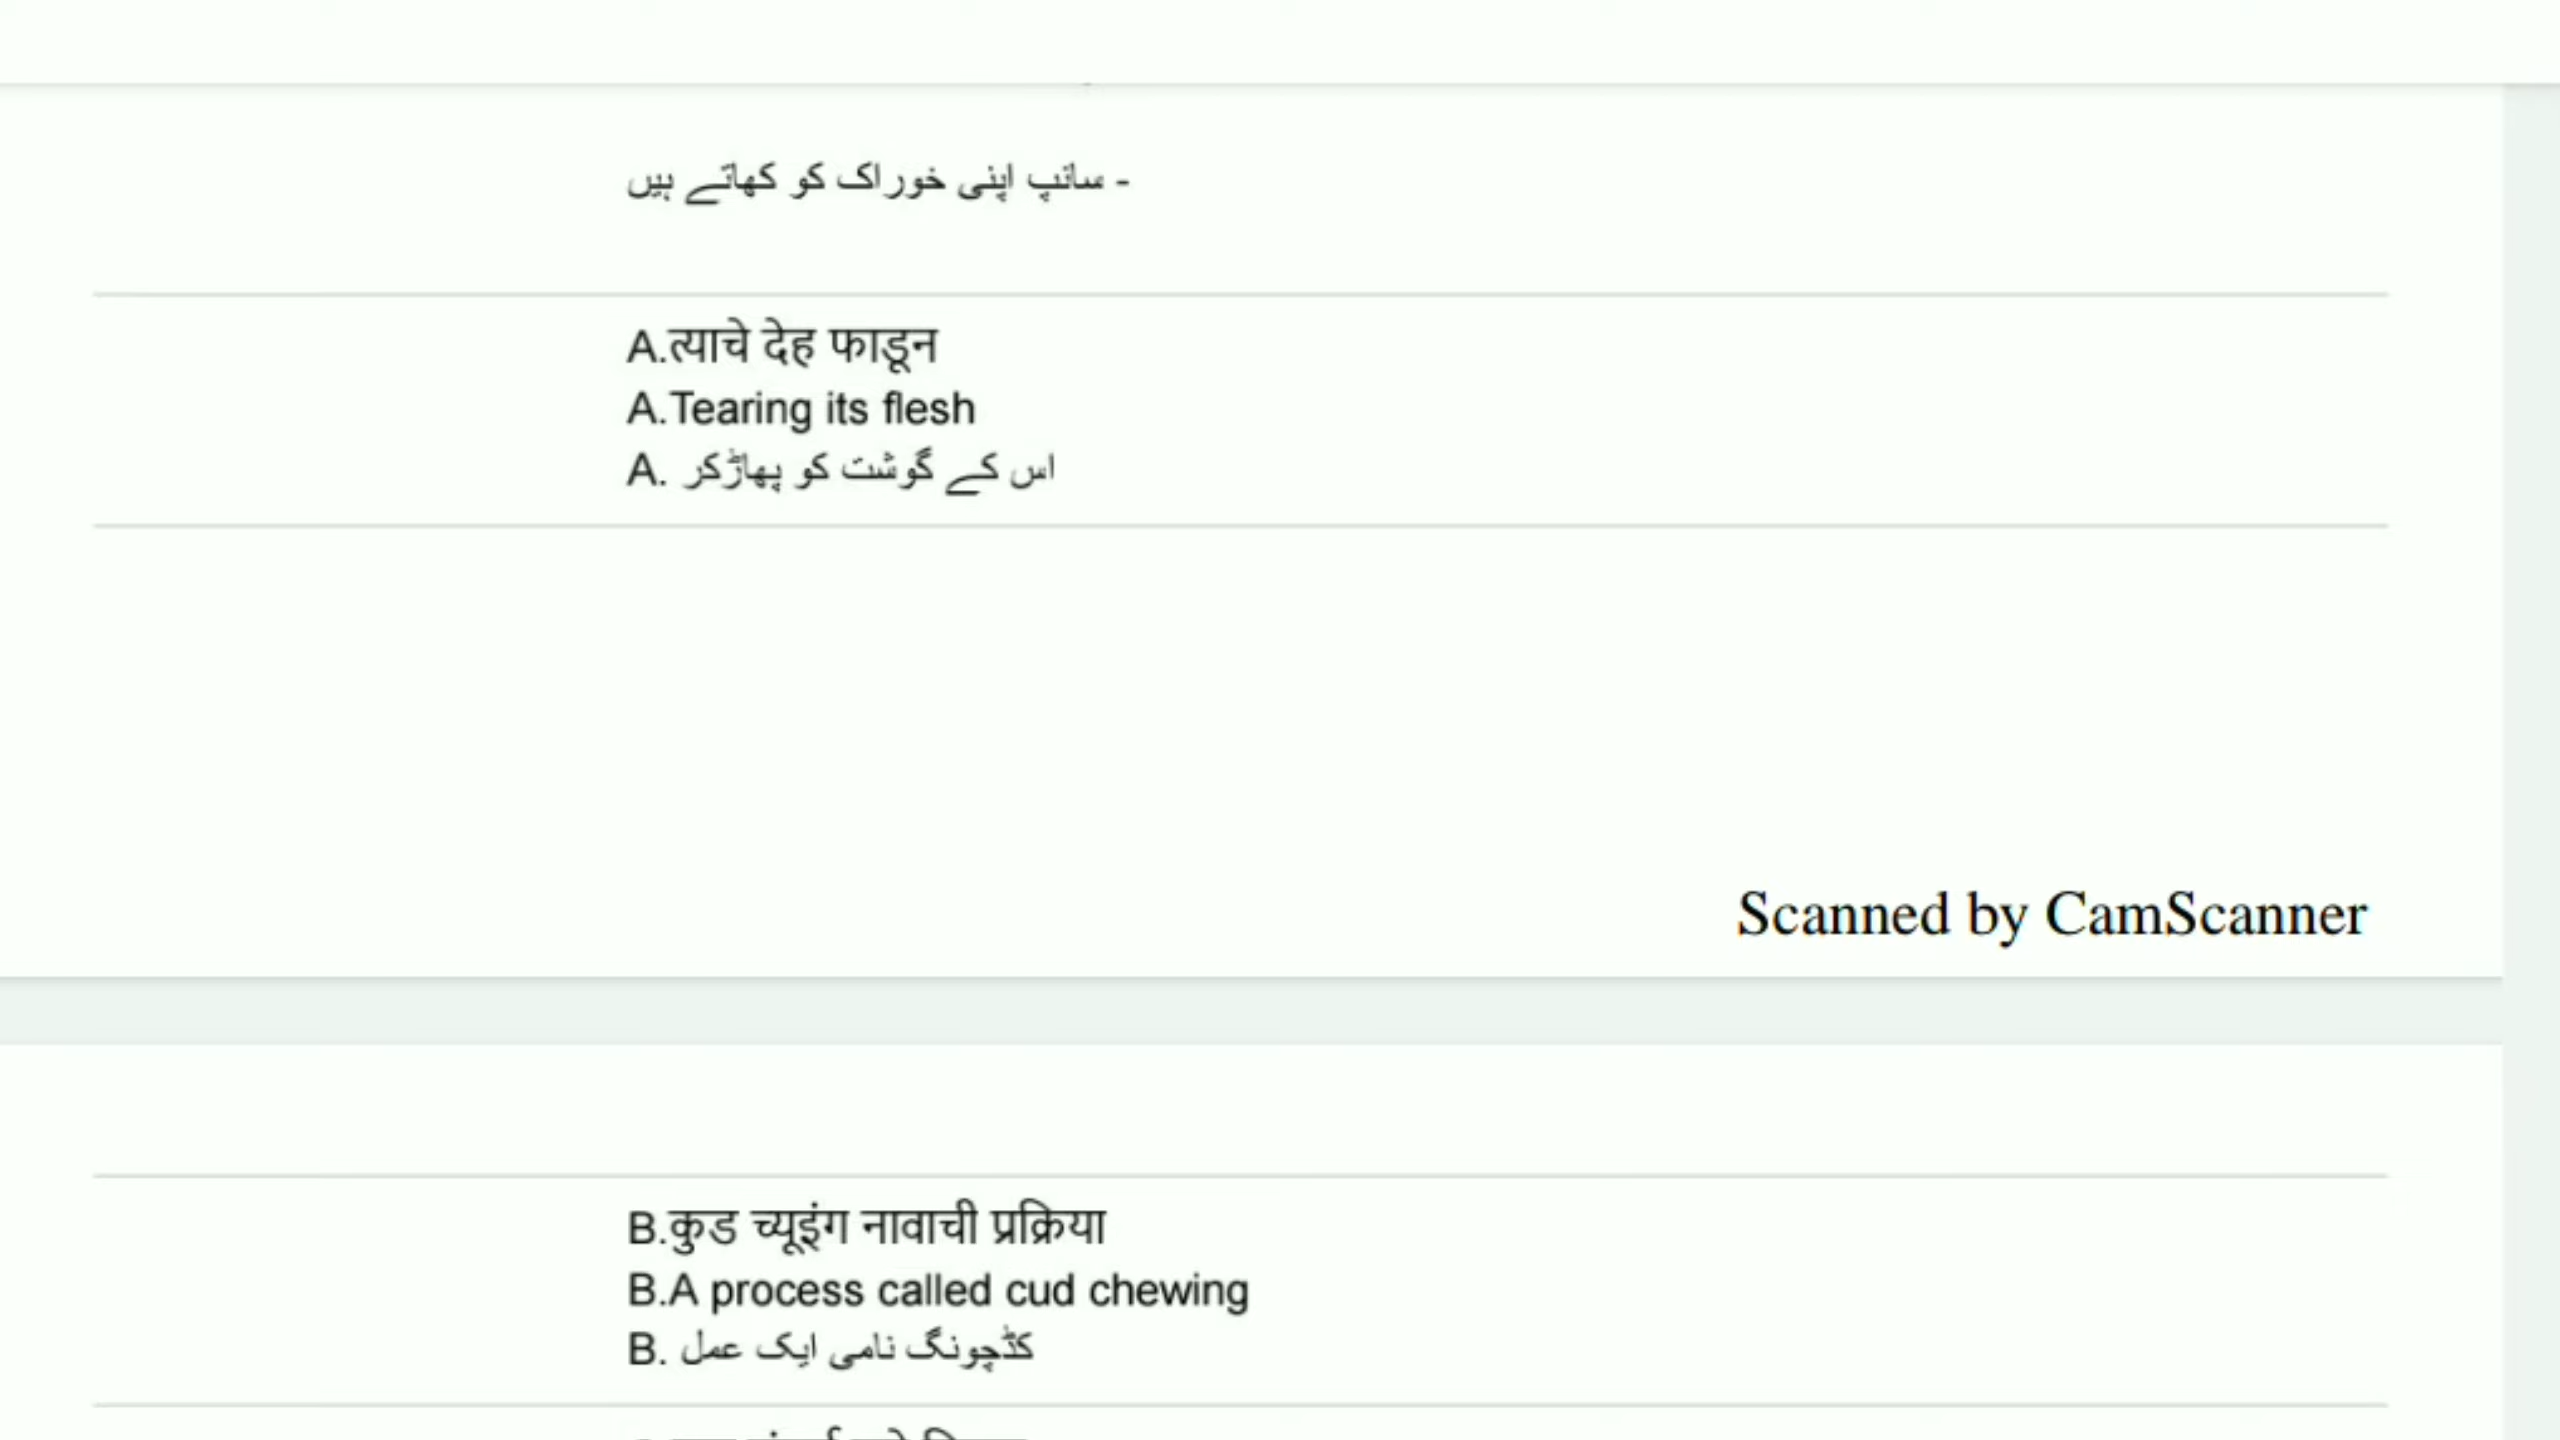 سانپ اپنی خوراک کو کھاتے ہیں -
A.त्याचे देह फाडून
A.Tearing its flesh
A. اس کے گوشت کو پھاڑکر
Scanned by CamScanner
B.कुड च्यूइंग नावाची प्रक्रिया
B.A process called cud chewing
B. کڈچونگ نامی ایک عمل